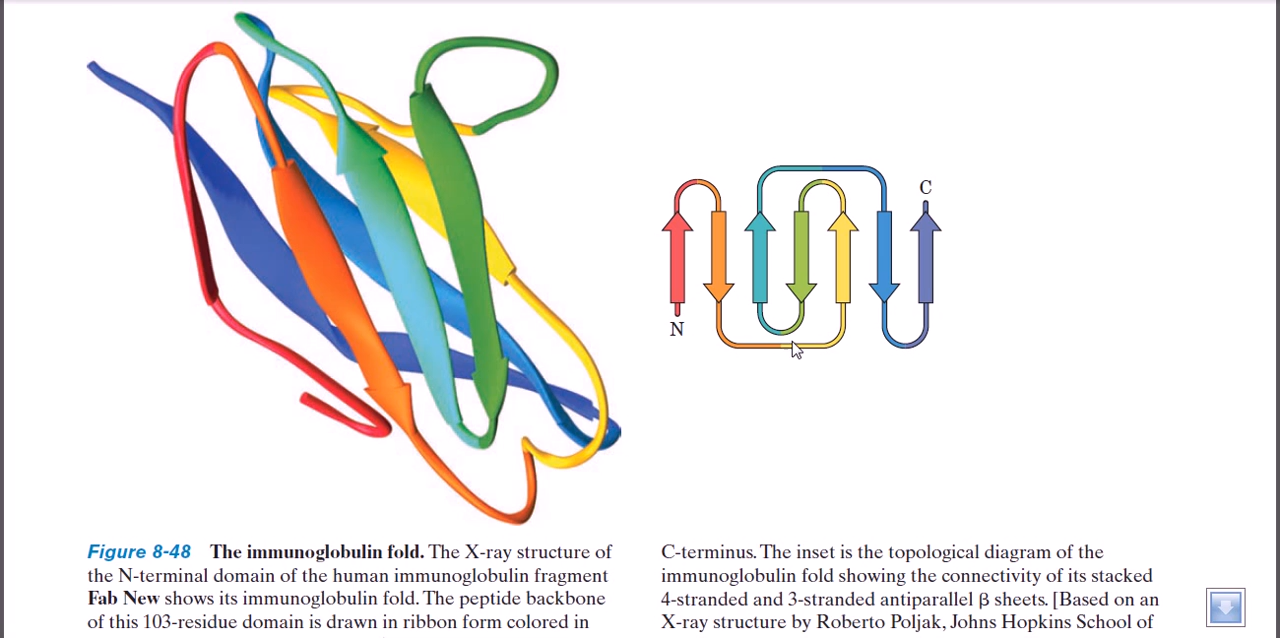 C
N
Figure 8-48 The immunoglobulin fold. The X-ray structure of
the N-terminal domain of the human immunoglobulin fragment
Fab New shows its immunoglobulin fold. The peptide backbone
of this 103-residue domain is drawn in ribbon form colored in
C-terminus. The inset is the topological diagram of the
immunoglobulin fold showing the connectivity of its stacked
4-stranded and 3-stranded antiparallel β sheets. [Based on an
X-ray structure by Roberto Poljak, Johns Hopkins School of